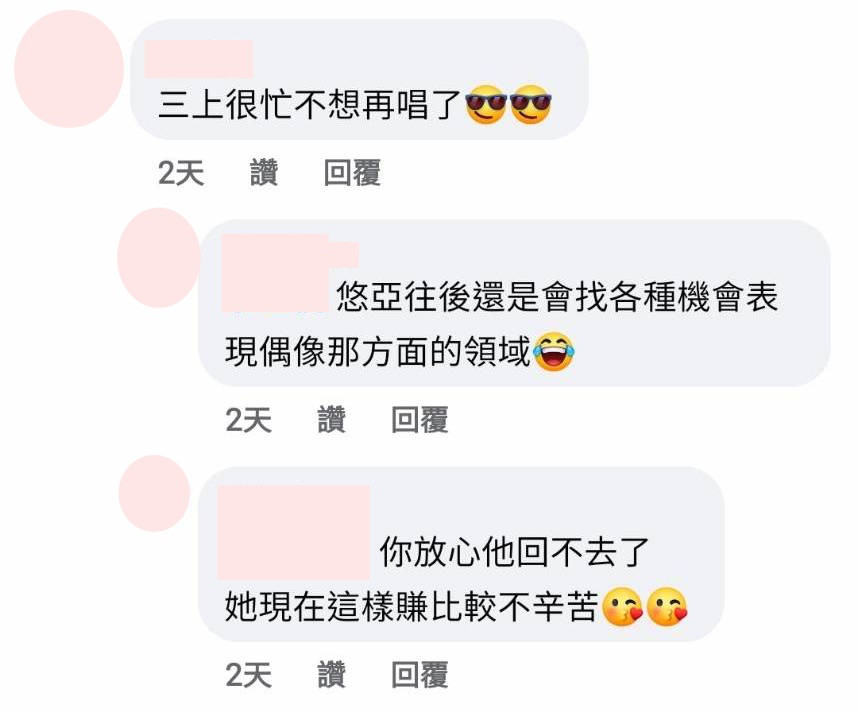 三上很忙不想再唱了😎😎
2天 讚 回覆
悠亞往後還是會找各種機會表
現偶像那方面的領域😂
2天 讚 回覆
你放心他回不去了
她現在這樣賺比較不辛苦😘😘
2天 讚 回覆